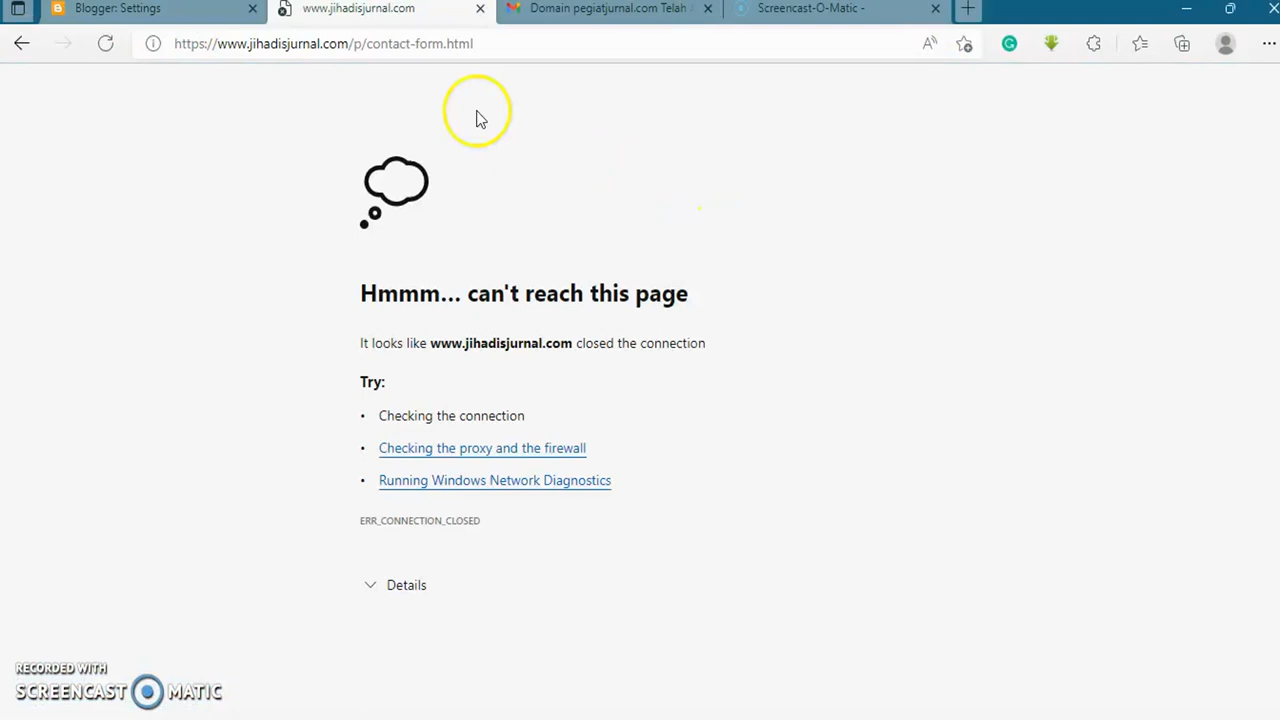 Blogger: Settings
www.jihadisjurnal.com
Domain pegiatjurnal.com Telah
Screencast-O-Matic -
https://www.jihadisjurnal.com/p/contact-form.html
Hmmm... can't reach this page
It looks like www.jihadisjurnal.com closed the connection
Try:
• Checking the connection
• Checking the proxy and the firewall
• Running Windows Network Diagnostics
ERR_CONNECTION_CLOSED
Details
RECORDED WITH
SCREENCAST MATIC